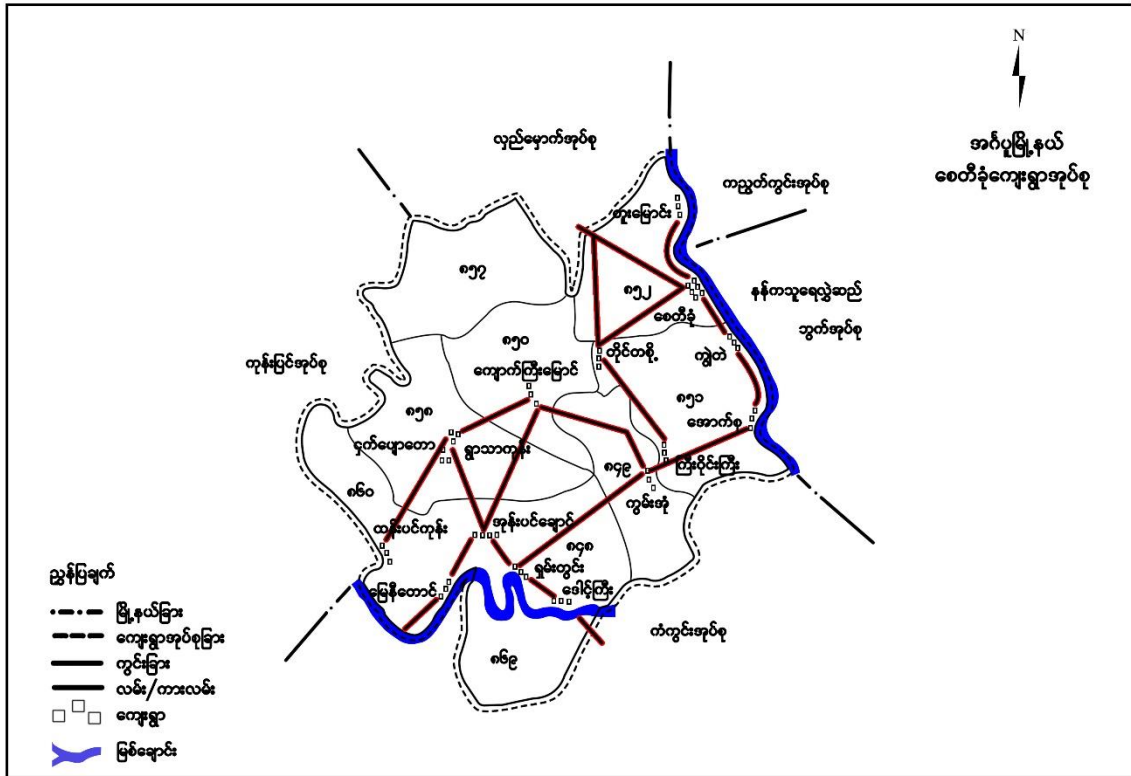 N
အင်္ဂပူမြို့နယ်
စေတီခုံကျေးရွာအုပ်စု
လှည်မှောက်အုပ်စု
ကညွတ်ကွင်းအုပ်စု
တူးမြောင်း
၈၅၇
၈၅၂
နန်ကသူရေလွှဲဆည်
စေတီခုံ
ဘွက်အုပ်စု
၈၅၀
တိုင်တစို့
ကျွဲတဲ
ကုန်းပြင်အုပ်စု
ကျောက်ကြီးမြောင်
၈၅၁
၈၅၈
အောက်စု
ငှက်ပျောတော
ရွာသာကုန်း
၈၄၉
ကြီးပိုင်းကြီး
၈၆၀
ကွမ်းအုံ
ထန်းပင်ကုန်း
အုန်းပင်ချောင်
၈၄၈
ရှမ်းတွင်း
မြေနီတောင်
ဒေါင့်ကြီး
ကံကွင်းအုပ်စု
၈၆၉
ညွှန်ပြချက်
မြို့နယ်ခြား
ကျေးရွာအုပ်စုခြား
ကွင်းခြား
လမ်း/ကားလမ်း
ကျေးရွာ
မြစ်ချောင်း